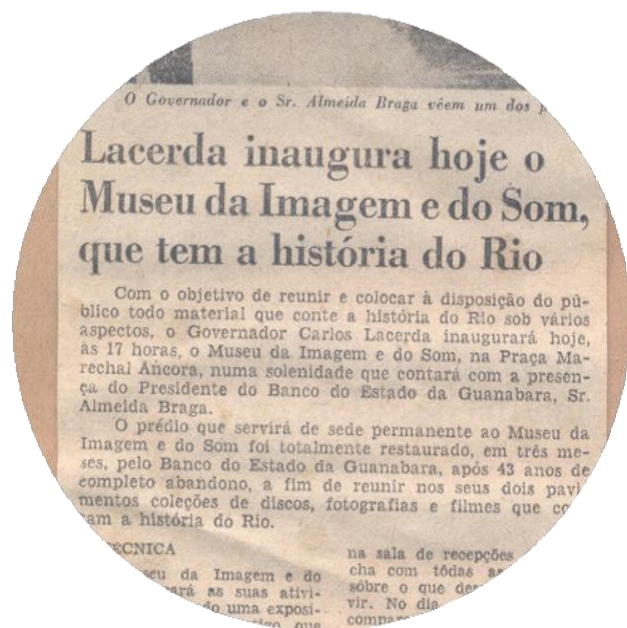 O Governador e o Sr. Almeida Braga vêem um dos
Lacerda inaugura hoje o
Museu da Imagem e do Som,
que tem a história do Rio
Com o objetivo de reunir e colocar à disposição do pú-
blico todo material que conte a história do Rio sob vários
aspectos, o Governador Carlos Lacerda inaugurará hoje,
às 17 horas, o Museu da Imagem e do Som, na Praça Ma-
rechal Âncora, numa solenidade que contará com a presen-
ça do Presidente do Banco do Estado da Guanabara, Sr.
Almeida Braga.
O prédio que servirá de sede permanente ao Museu da
Imagem e do Som foi totalmente restaurado, em três me-
ses, pelo Banco do Estado da Guanabara, após 43 anos de
completo abandono, a fim de reunir nos seus dois pavi
mentos coleções de discos, fotografias e filmes que
a história do Rio.
da Imagem e do
as suas ativi-
uma exposi-
que
na sala de recepções
cha com tôdas
sôbre o que
vir. No dia